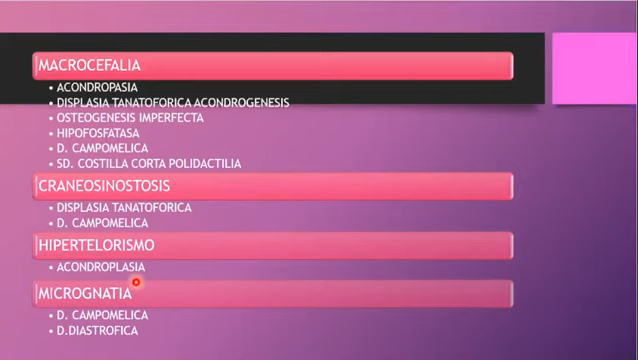 MACROCEFALIA
• ACONDROPASIA
• DISPLASIA TANATOFORICA ACONDROGENESIS
• OSTEOGENESIS IMPERFECTA
• HIPOFOSFATASA
• D. CAMPOMELICA
• SD. COSTILLA CORTA POLIDACTILIA
CRANEOSINOSTOSIS
• DISPLASIA TANATOFORICA
• D. CAMPOMELICA
HIPERTELORISMO
• ACONDROPLASIA
MICROGNATIA
• D. CAMPOMELICA
• D.DIASTROFICA